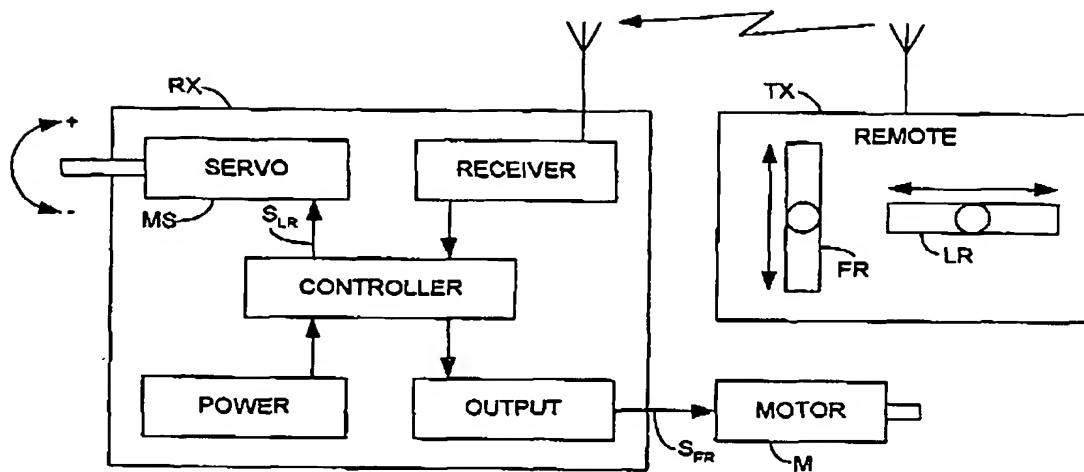 RX
TX
REMOTE
+
SERVO
RECEIVER
-
MS
S_LR
FR
LR
CONTROLLER
POWER
OUTPUT
MOTOR
S_FR
M